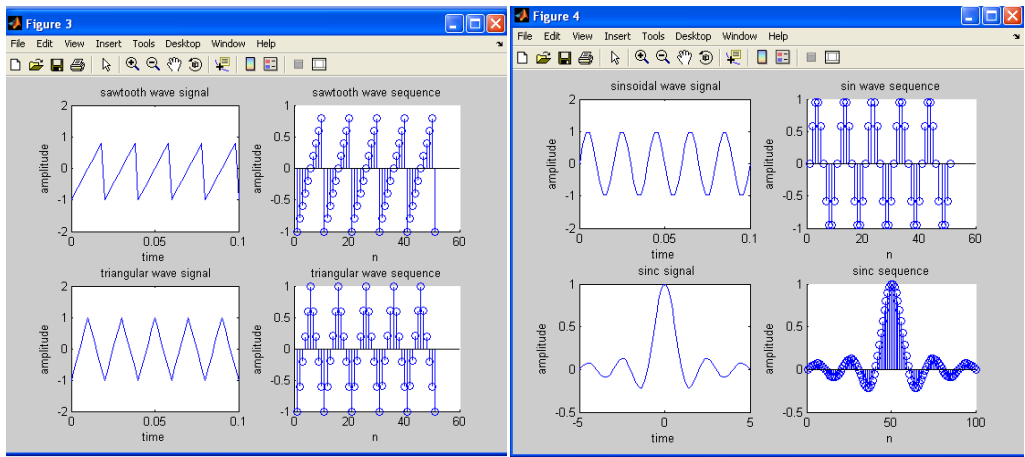 Figure 3
File Edit View Insert Tools Desktop Window Help
sawtooth wave signal
2
1
0
-1
-2
amplitude
0 0.05 0.1
time
sawtooth wave sequence
1
0.5
0
-0.5
-1
amplitude
0 20 40 60
n
triangular wave signal
2
1
0
-1
-2
amplitude
0 0.05 0.1
time
triangular wave sequence
1
0.5
0
-0.5
-1
amplitude
0 20 40 60
n
Figure 4
File Edit View Insert Tools Desktop Window Help
sinsoidal wave signal
2
1
0
-1
-2
amplitude
0 0.05 0.1
time
sin wave sequence
1
0.5
0
-0.5
-1
amplitude
0 20 40 60
n
sinc signal
1
0.5
0
-0.5
amplitude
-5 0 5
time
sinc sequence
1
0.5
0
-0.5
amplitude
0 50 100
n